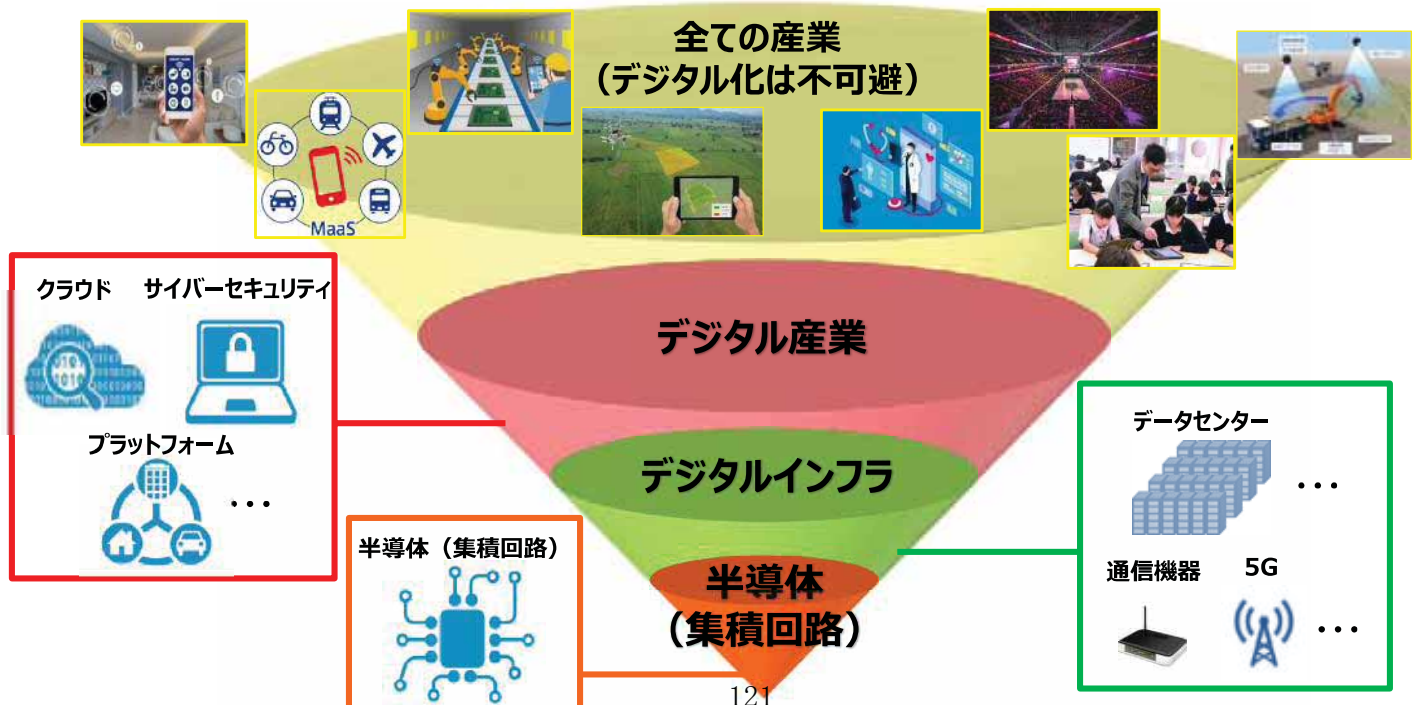 全ての産業
（デジタル化は不可避）
MaaS
クラウド
サイバーセキュリティ
プラットフォーム
・・・
デジタル産業
デジタルインフラ
データセンター
・・・
通信機器
5G
・・・
半導体（集積回路）
半導体
（集積回路）
121